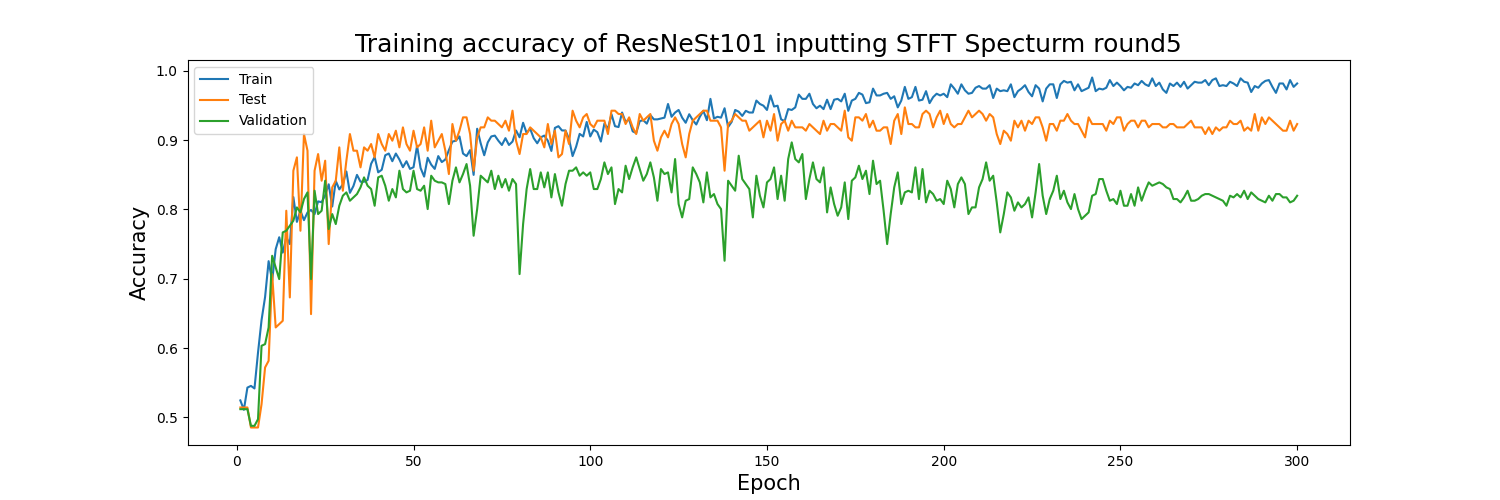 Training accuracy of ResNeSt101 inputting STFT Specturm round5
Train
Test
Validation
1.0
0.9
0.8
0.7
0.6
0.5
Accuracy
0 50 100 150 200 250 300
Epoch